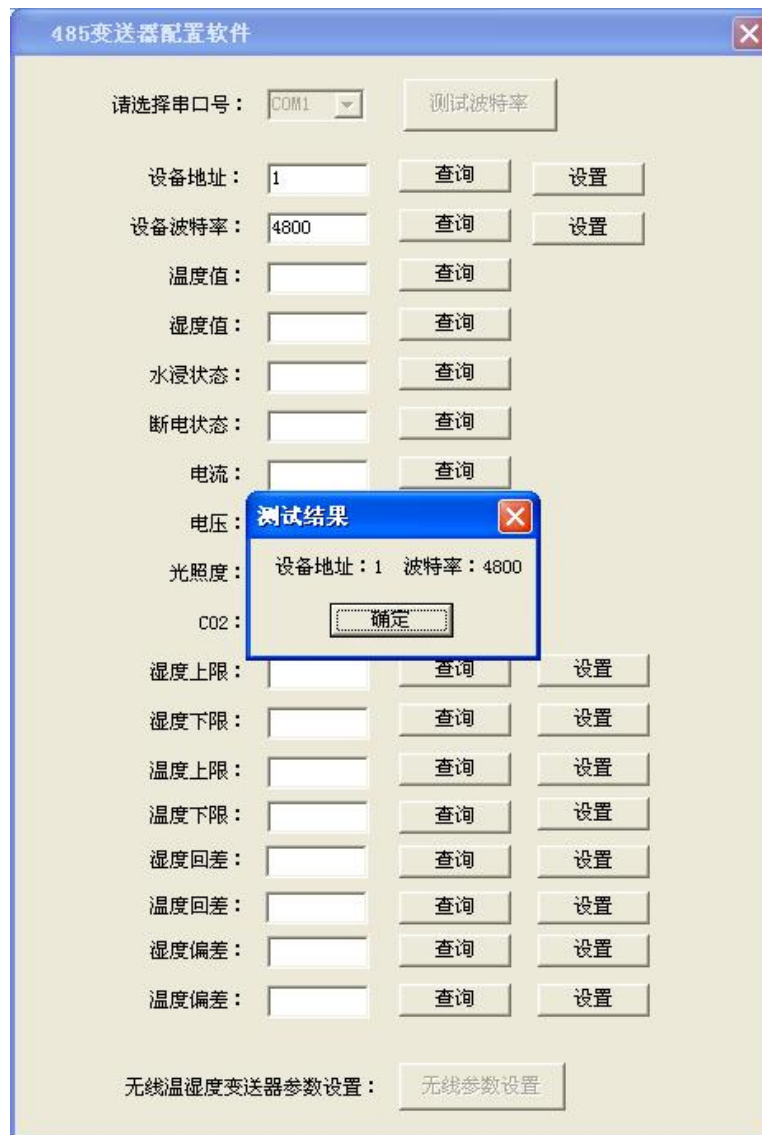 485变送器配置软件
请选择串口号： COM1 测试波特率
设备地址： 1 查询 设置
设备波特率： 4800 查询 设置
温度值： 查询
湿度值： 查询
水浸状态： 查询
断电状态： 查询
电流： 查询
电压：
光照度：
CO2：
测试结果
设备地址：1 波特率：4800
确定
湿度上限： 查询 设置
湿度下限： 查询 设置
温度上限： 查询 设置
温度下限： 查询 设置
湿度回差： 查询 设置
温度回差： 查询 设置
湿度偏差： 查询 设置
温度偏差： 查询 设置
无线温湿度变送器参数设置： 无线参数设置